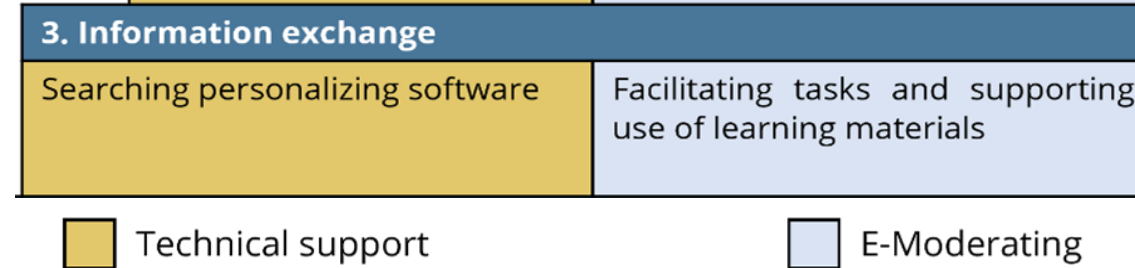 3. Information exchange
Searching personalizing software
Facilitating tasks and supporting
use of learning materials
Technical support
E-Moderating